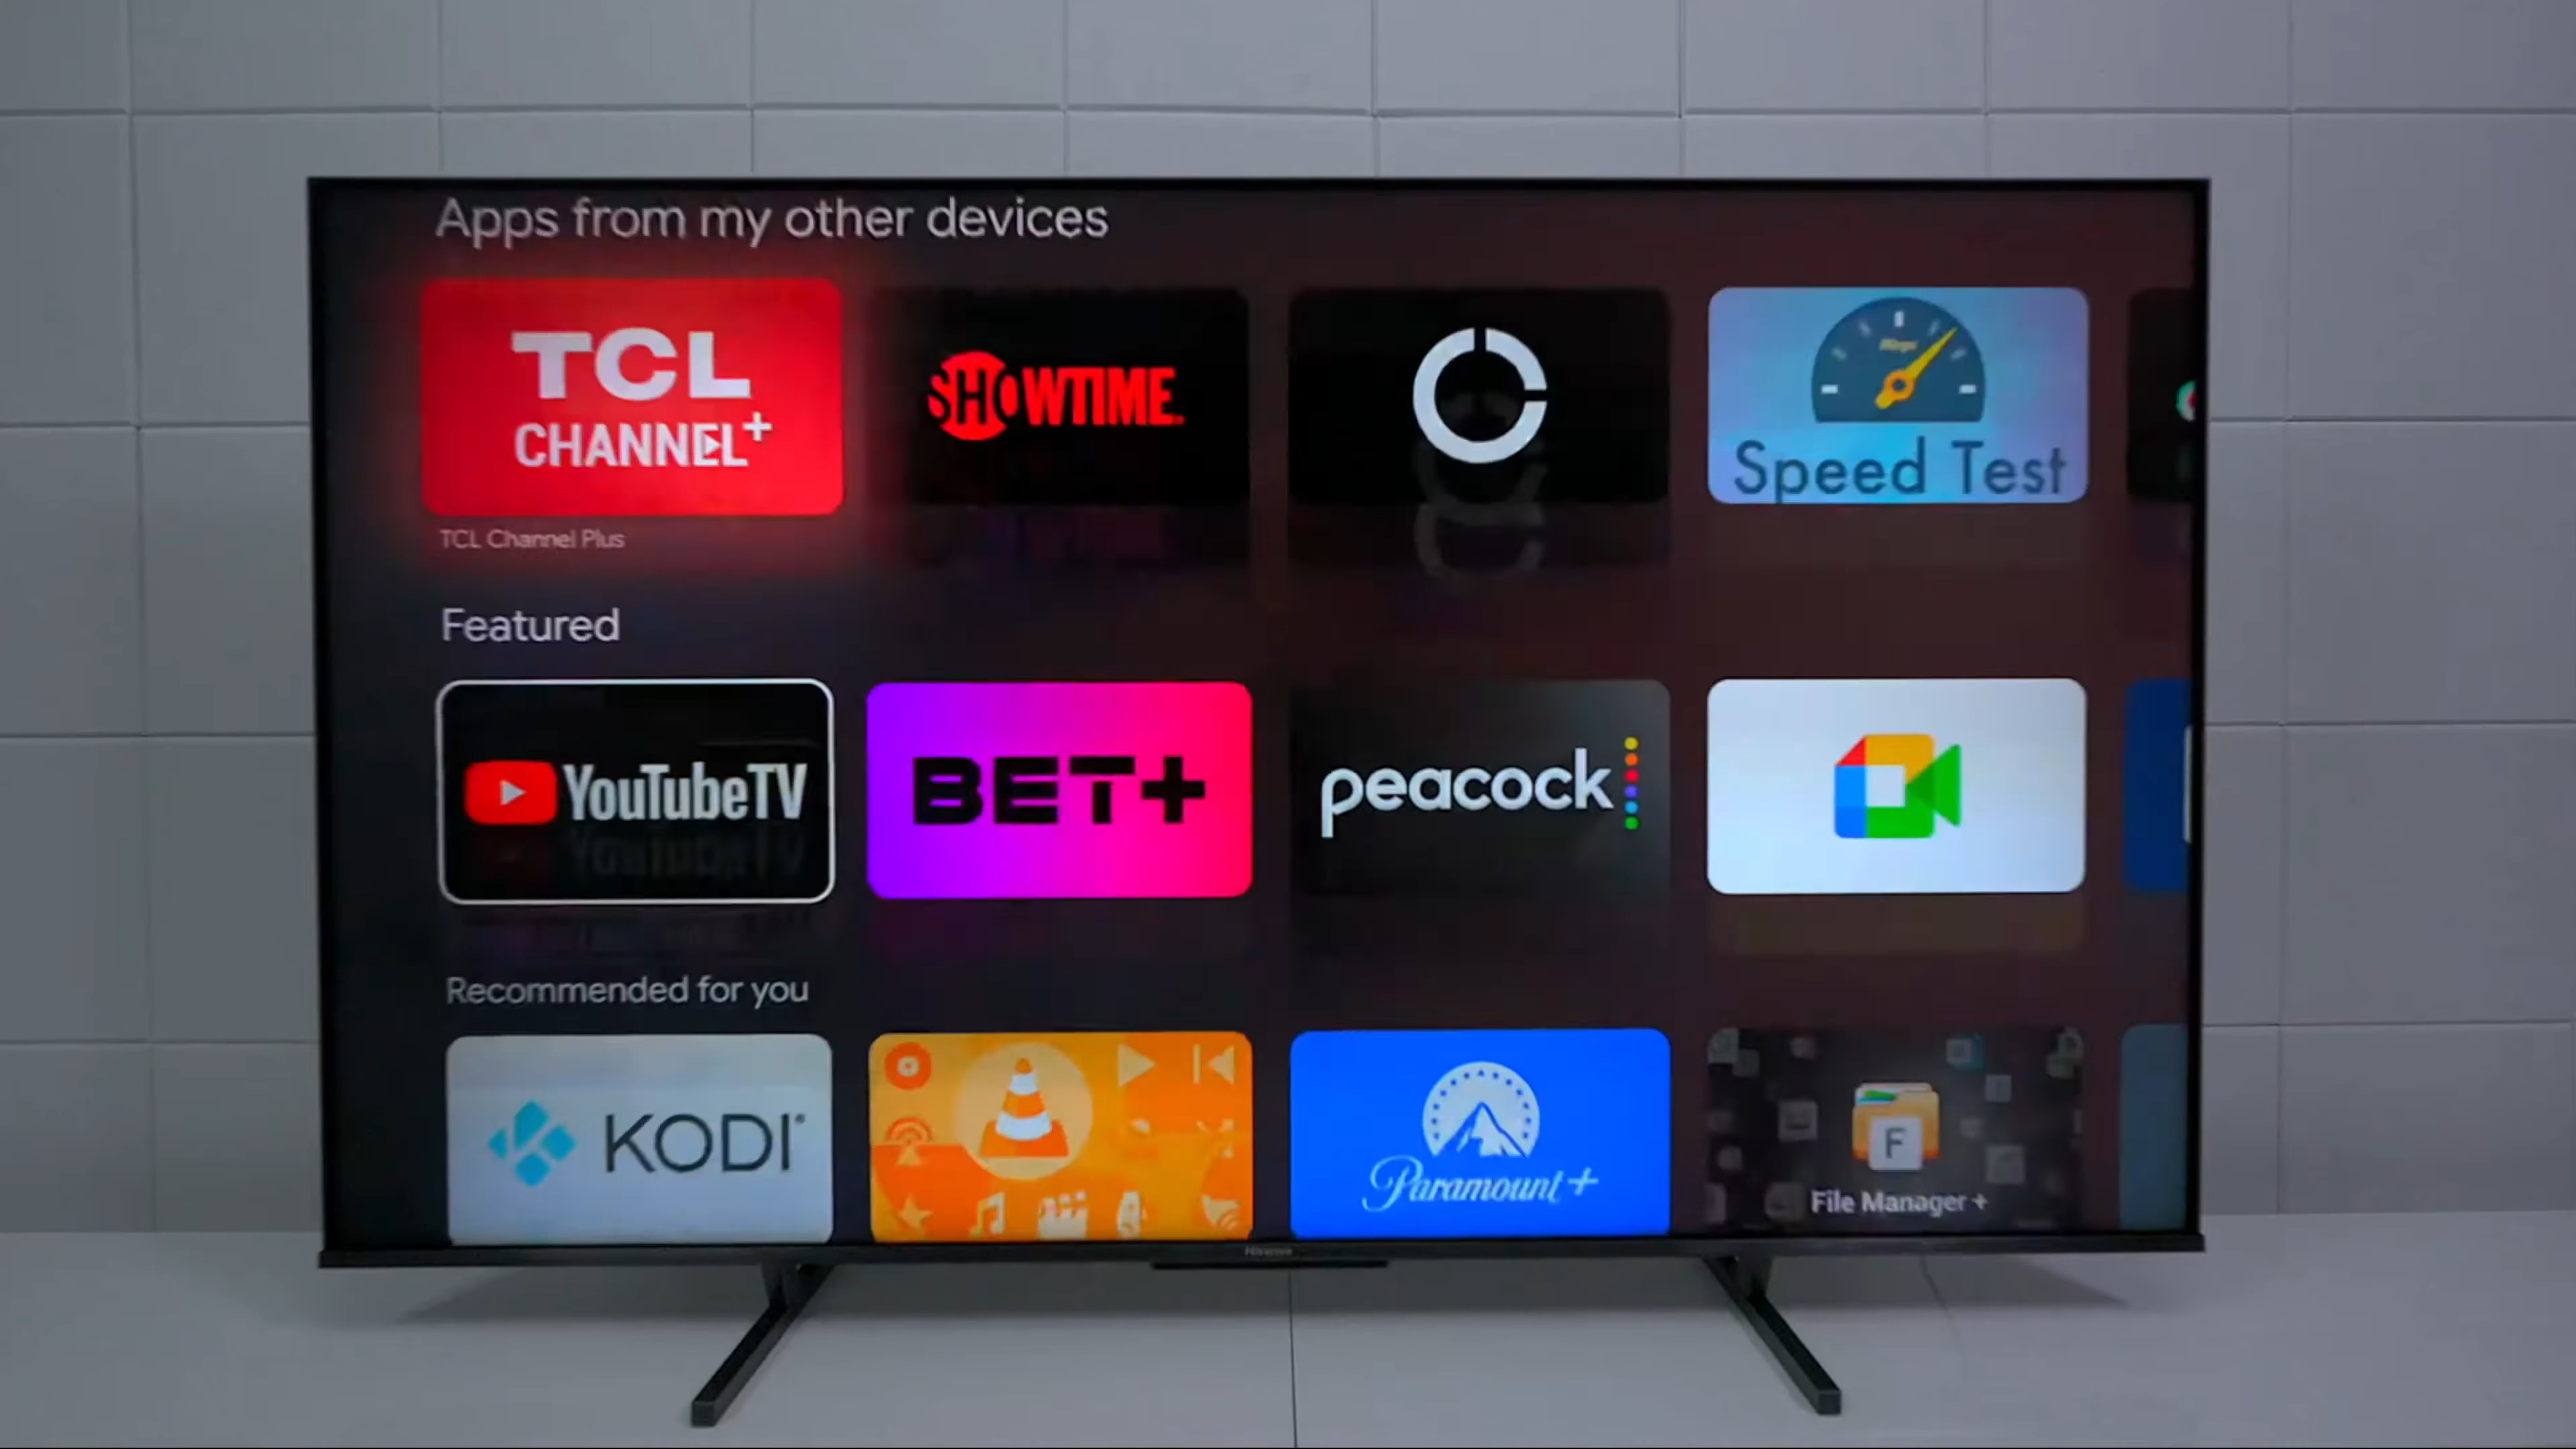 Apps from my other devices
TCL
CHANNEL+
SHOWTIME.
Speed Test
TCL Channel Plus
Featured
YouTubeTV
BET+
peacock
Recommended for you
KODI
Paramount+
F
File Manager +
Hisense